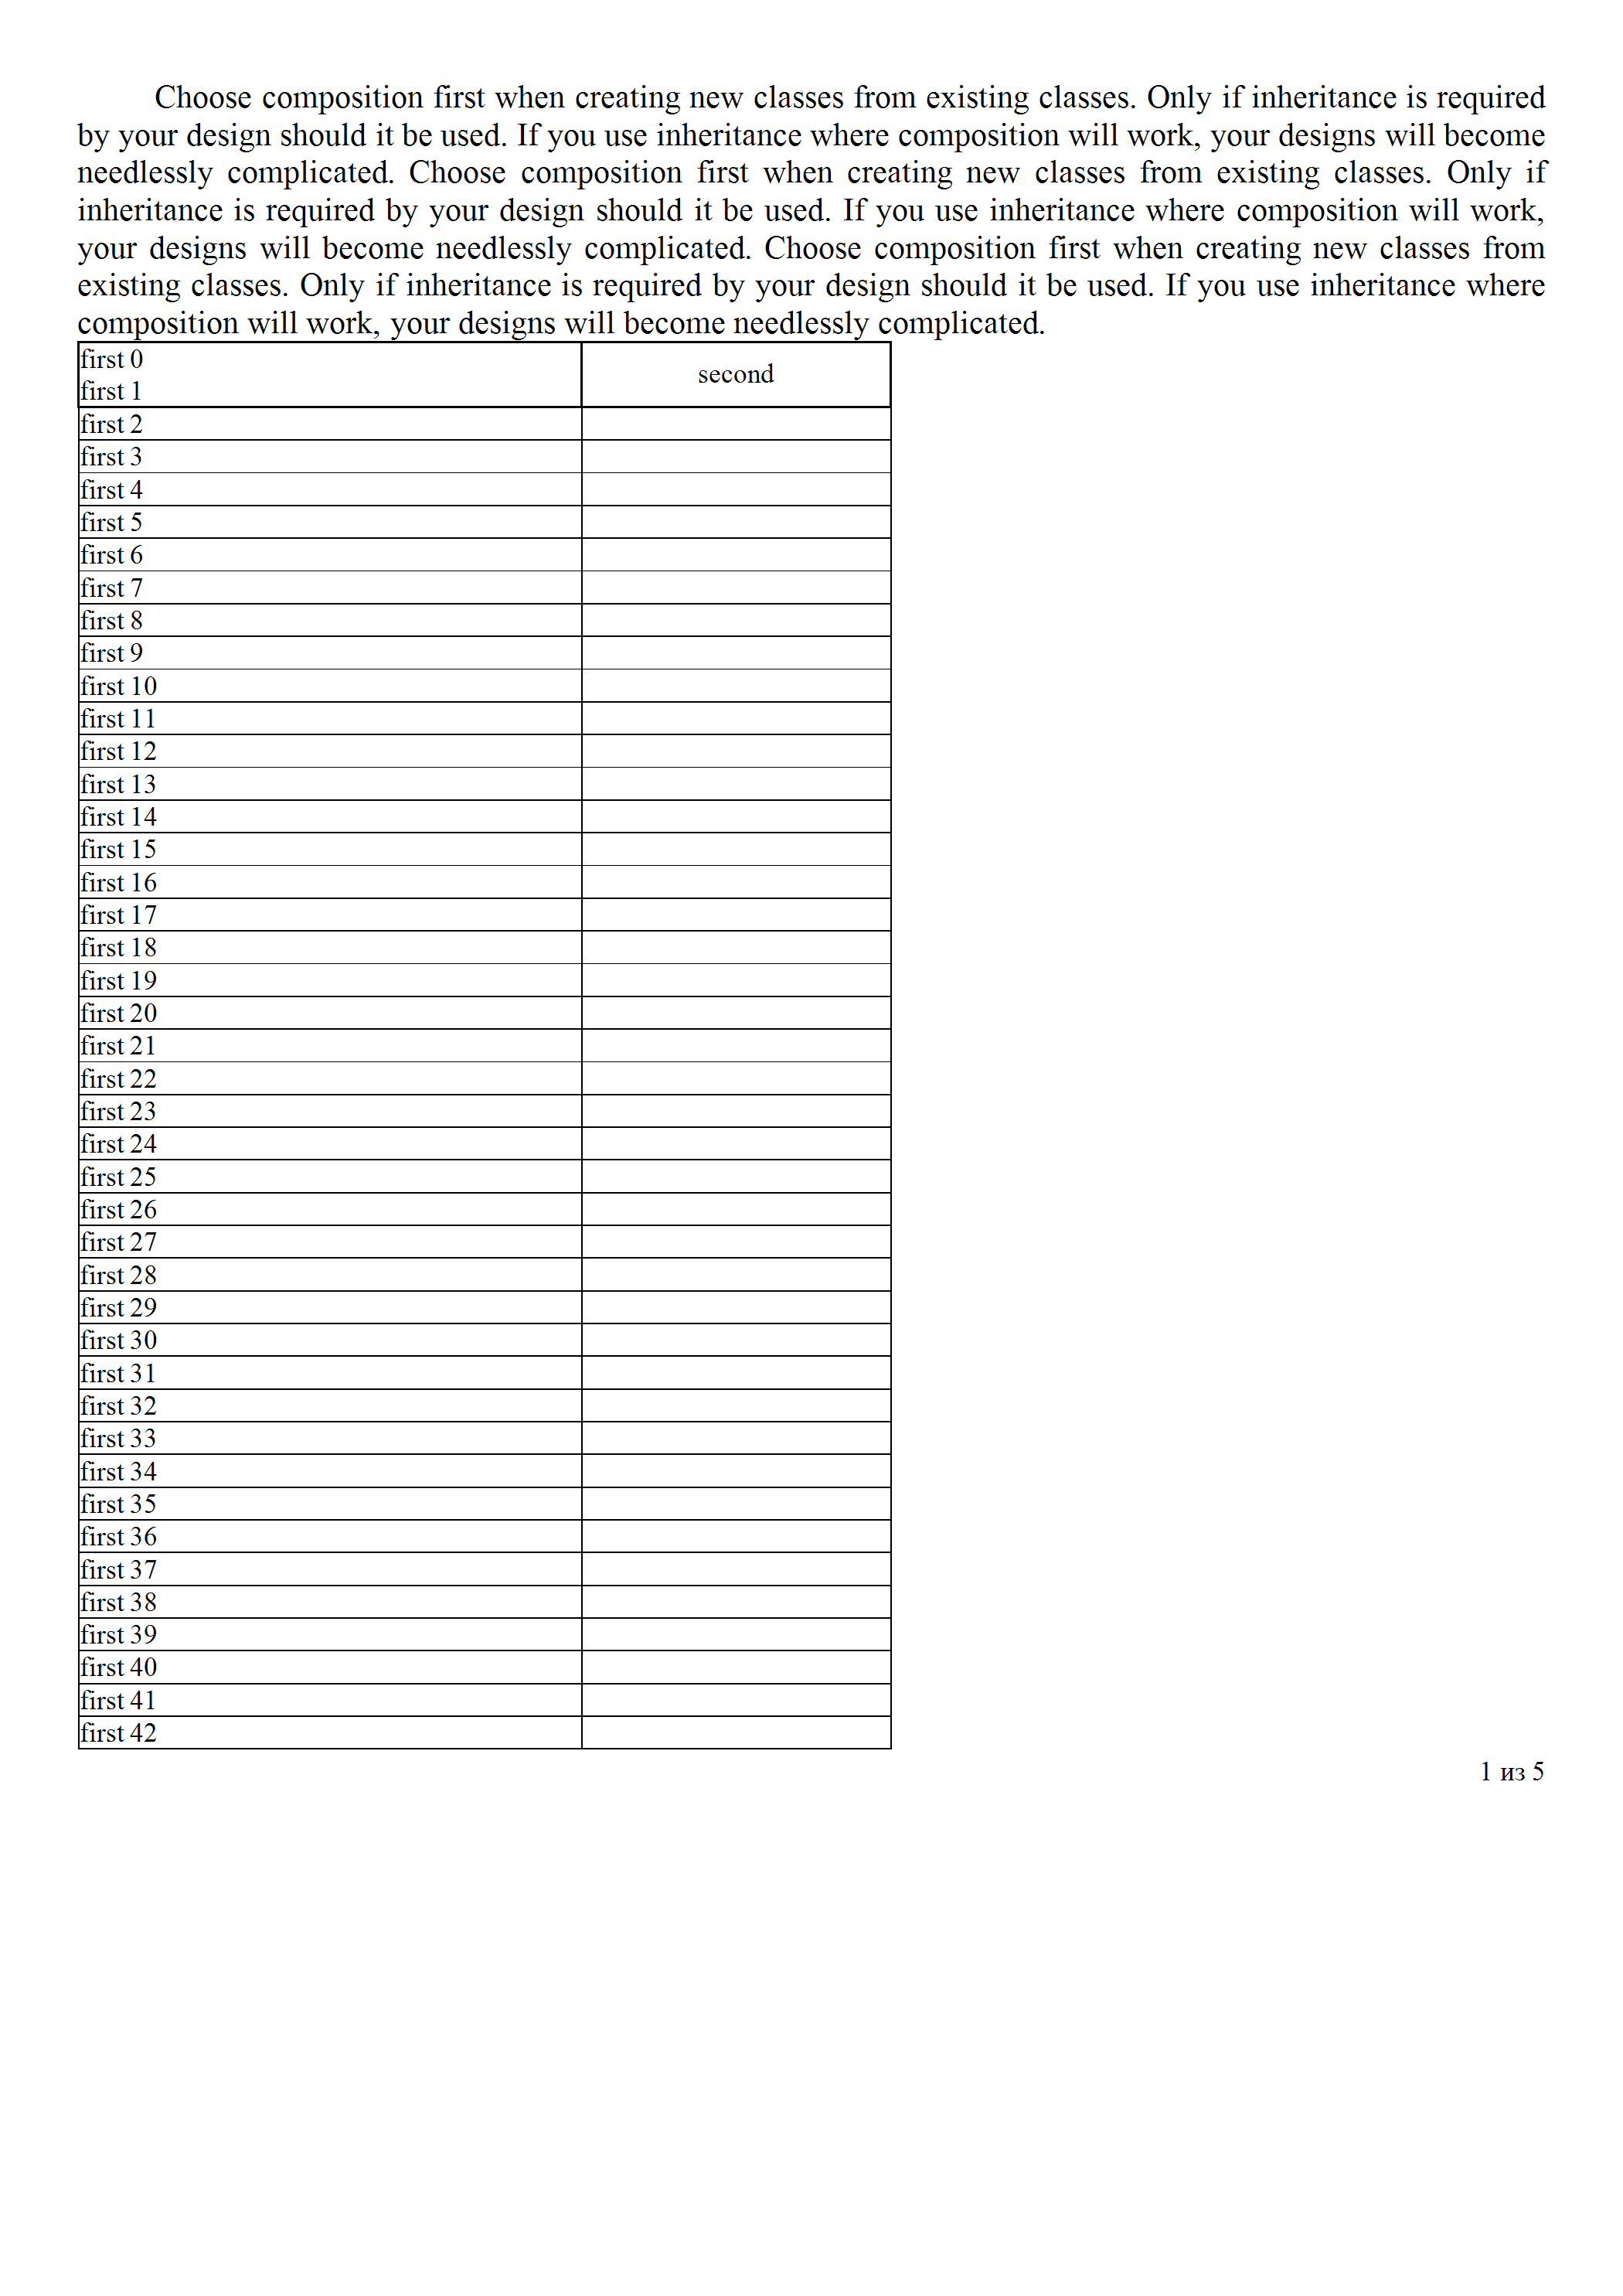 Choose composition first when creating new classes from existing classes. Only if inheritance is required
by your design should it be used. If you use inheritance where composition will work, your designs will become
needlessly complicated. Choose composition first when creating new classes from existing classes. Only if
inheritance is required by your design should it be used. If you use inheritance where composition will work,
your designs will become needlessly complicated. Choose composition first when creating new classes from
existing classes. Only if inheritance is required by your design should it be used. If you use inheritance where
composition will work, your designs will become needlessly complicated.
first 0
first 1
second
first 2
first 3
first 4
first 5
first 6
first 7
first 8
first 9
first 10
first 11
first 12
first 13
first 14
first 15
first 16
first 17
first 18
first 19
first 20
first 21
first 22
first 23
first 24
first 25
first 26
first 27
first 28
first 29
first 30
first 31
first 32
first 33
first 34
first 35
first 36
first 37
first 38
first 39
first 40
first 41
first 42
1 из 5